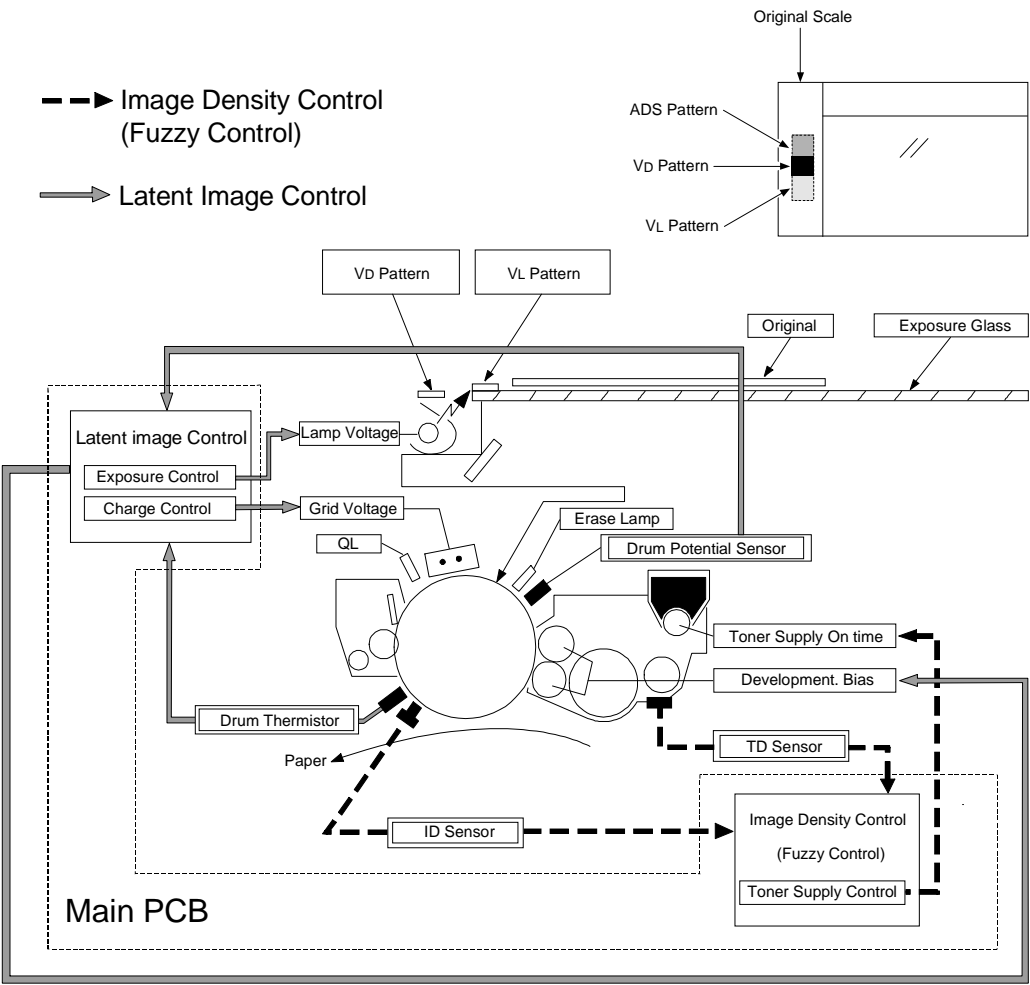 Original Scale
Image Density Control
(Fuzzy Control)
ADS Pattern
VD Pattern
Latent Image Control
VL Pattern
VD Pattern
VL Pattern
Original
Exposure Glass
Latent image Control
Lamp Voltage
Exposure Control
Charge Control
Grid Voltage
Erase Lamp
QL
Drum Potential Sensor
Toner Supply On time
Development. Bias
Drum Thermistor
TD Sensor
Paper
ID Sensor
Image Density Control
(Fuzzy Control)
Toner Supply Control
Main PCB